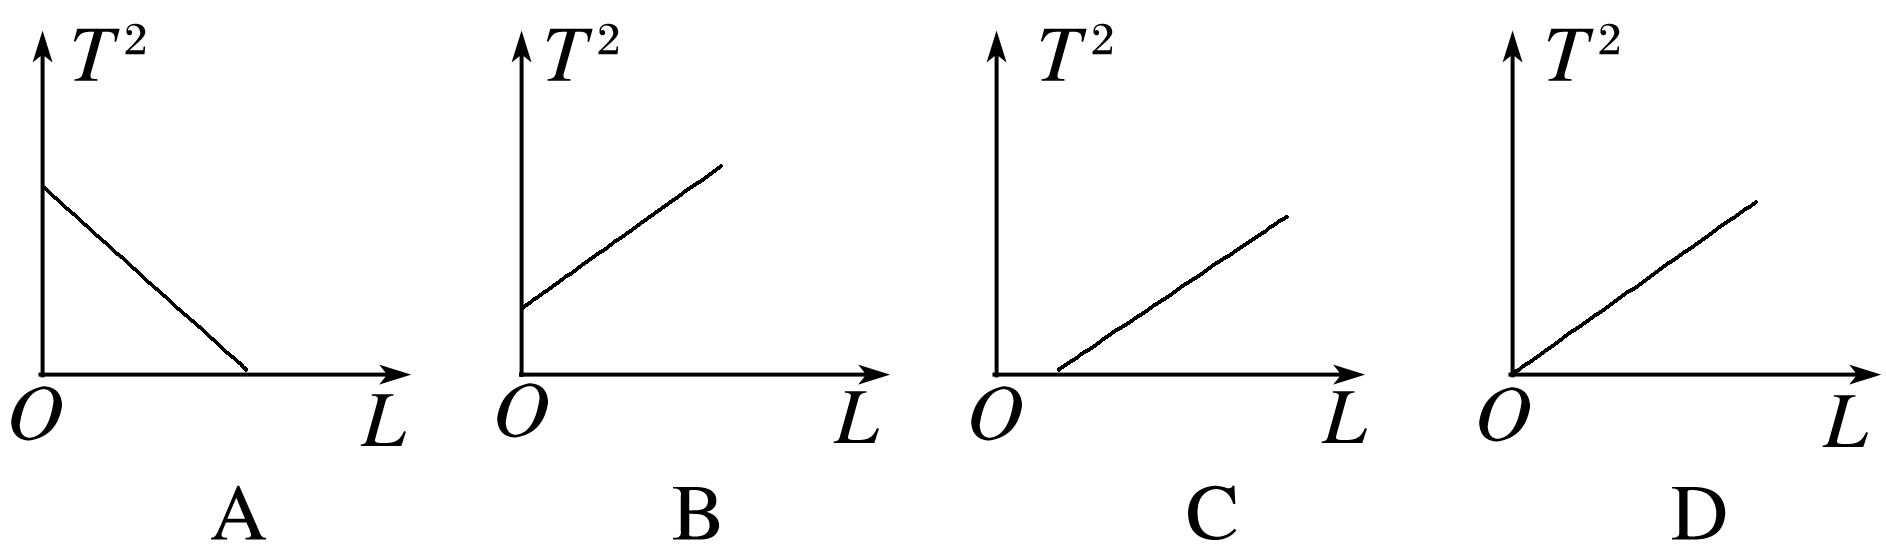 T² T² T² T²
O L O L O L O L
A B C D